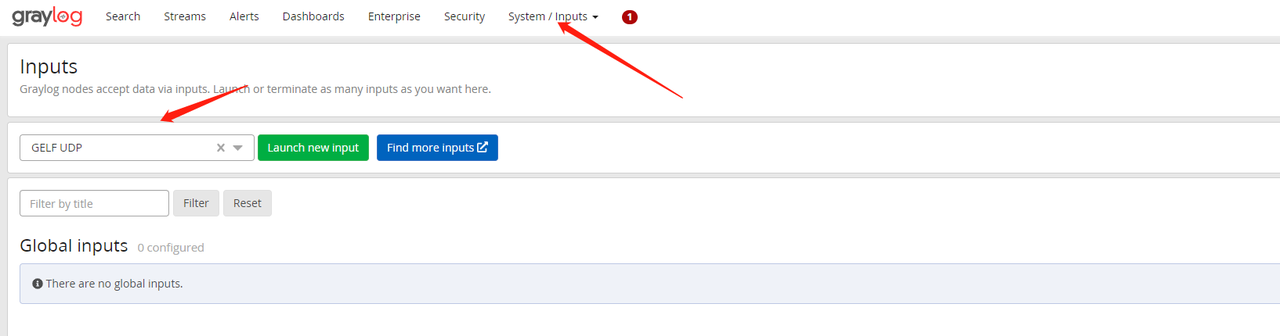 graylog Search Streams Alerts Dashboards Enterprise Security System / Inputs 1
Inputs
Graylog nodes accept data via inputs. Launch or terminate as many inputs as you want here.
GELF UDP Launch new input Find more inputs
Filter by title Filter Reset
Global inputs 0 configured
There are no global inputs.